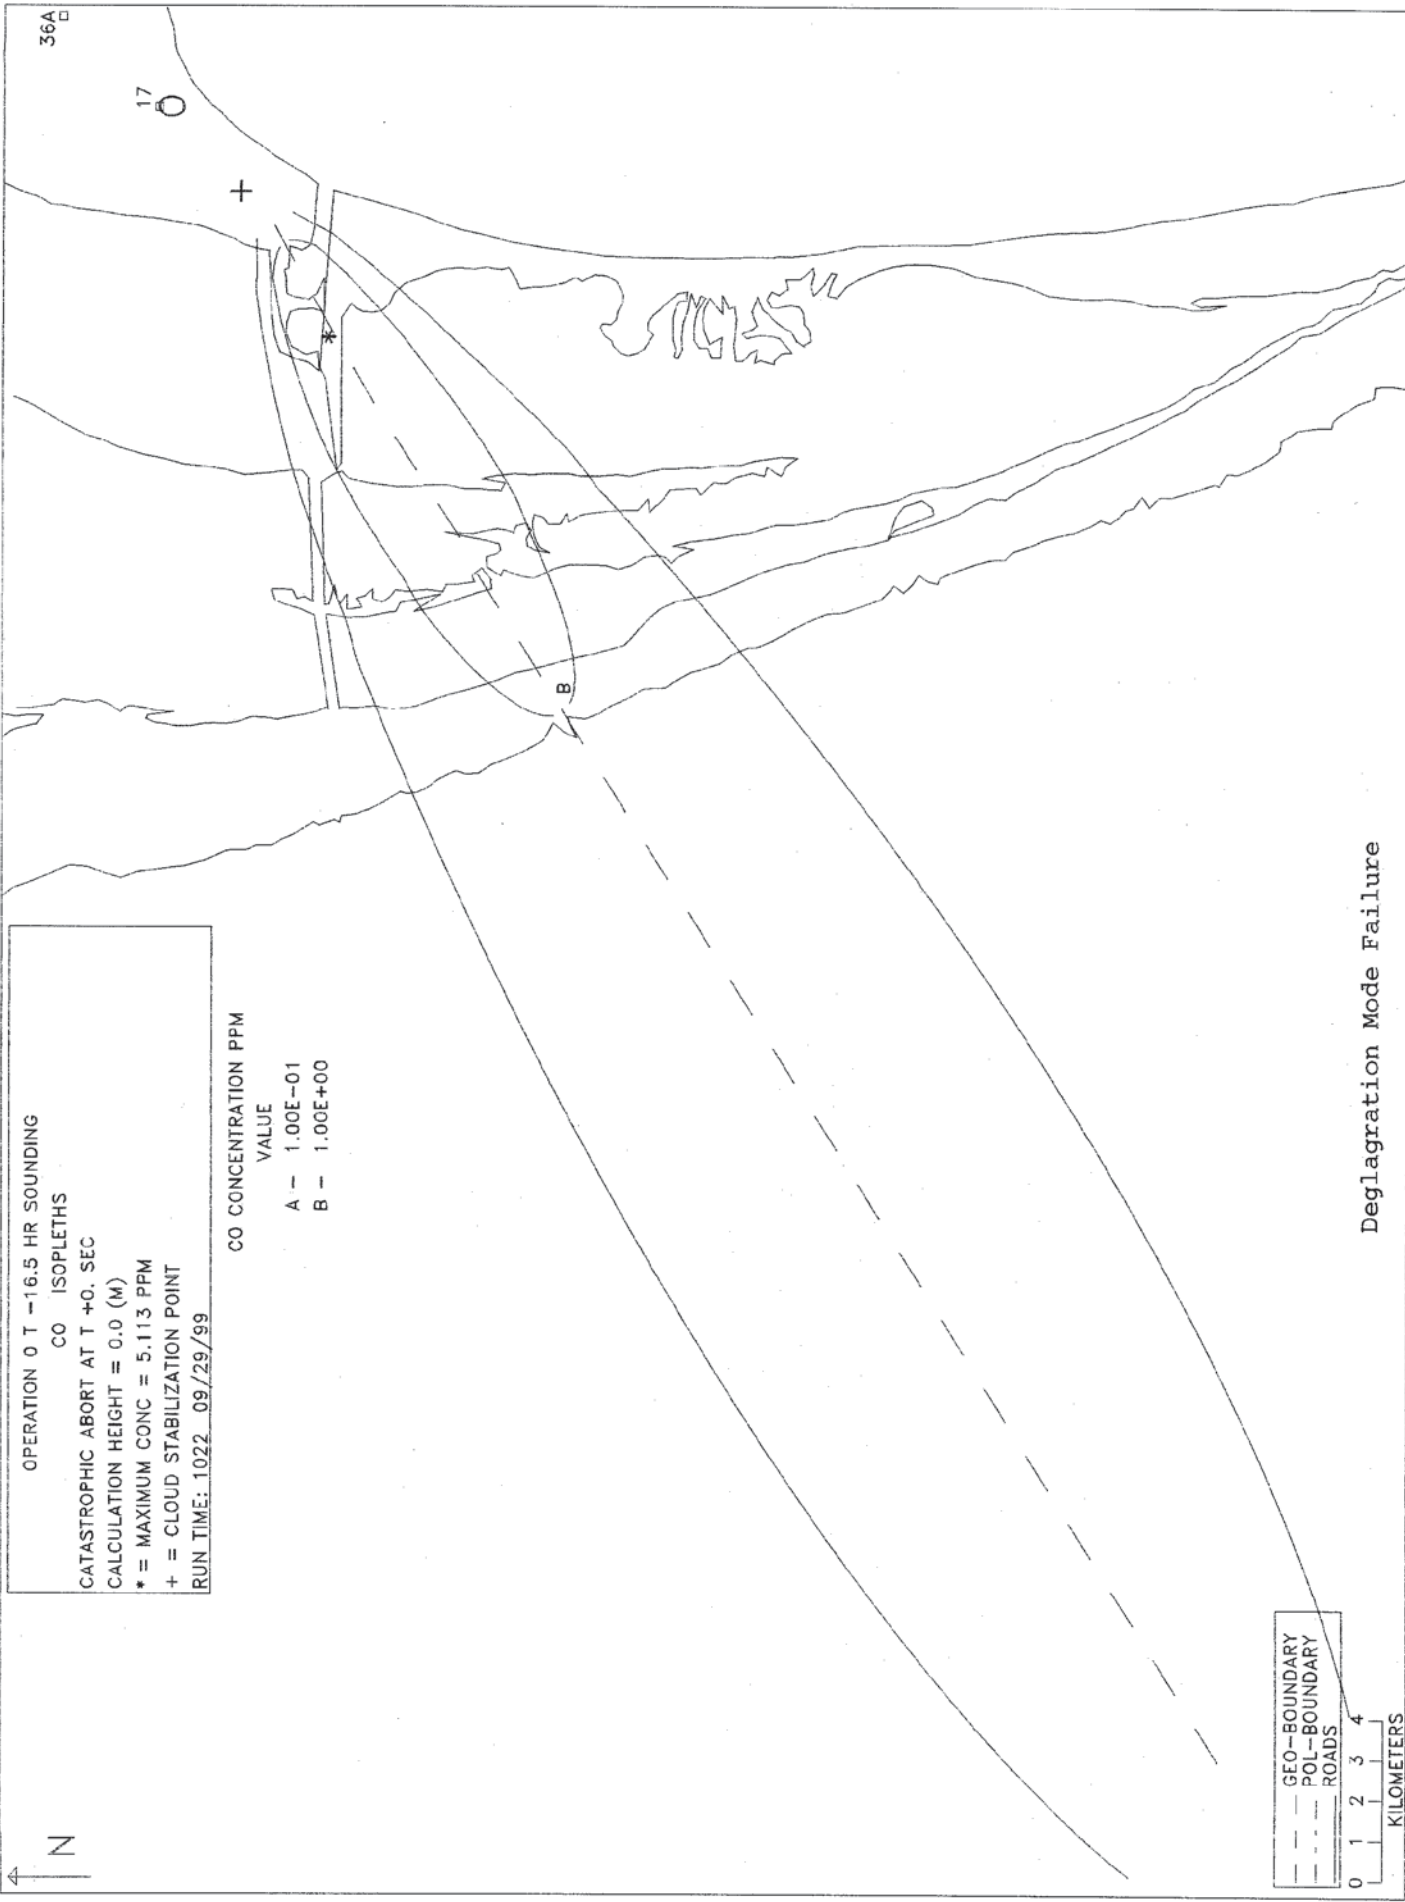 OPERATION 0 T -16.5 HR SOUNDING
CO ISOPLETHS
CATASTROPHIC ABORT AT T +0. SEC
CALCULATION HEIGHT = 0.0 (M)
* = MAXIMUM CONC = 5.113 PPM
+ = CLOUD STABILIZATION POINT
RUN TIME: 1022 09/29/99
CO CONCENTRATION PPM
VALUE
A - 1.00E-01
B - 1.00E+00
36A
17
+
*
B
N
GEO-BOUNDARY
POL-BOUNDARY
ROADS
0 1 2 3 4
KILOMETERS
Deglagration Mode Failure